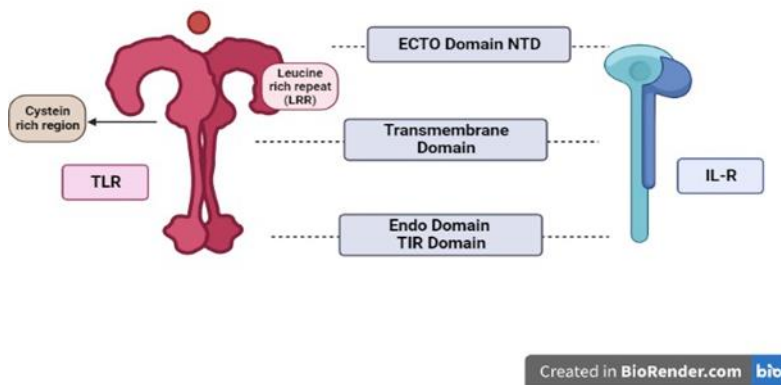 ECTO Domain NTD
Leucine
rich repeat
(LRR)
Cystein
rich region
Transmembrane
Domain
TLR
IL-R
Endo Domain
TIR Domain
Created in BioRender.com bio